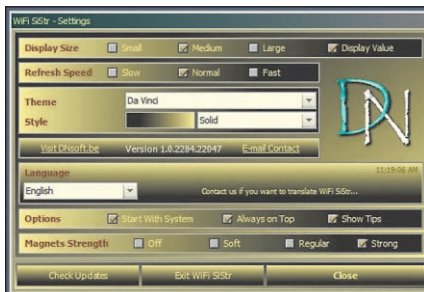 WiFi SiStr - Settings
Display Size Small Medium Large Display Value
Refresh Speed Slow Normal Fast
Theme Da Vinci
Style Solid
DN
Visit DNsoft.be Version 1.0.2284.22047 E-mail Contact
Language 11:19:06 AM
English Contact us if you want to translate WiFi SiStr...
Options Start With System Always on Top Show Tips
Magnets Strength Off Soft Regular Strong
Check Updates Exit WiFi SiStr Close